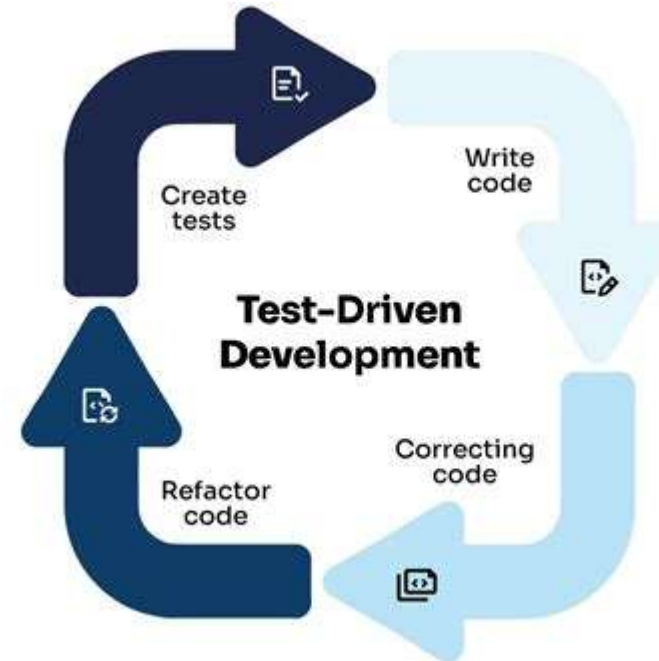 Create
tests
Write
code
Test-Driven
Development
Correcting
code
Refactor
code